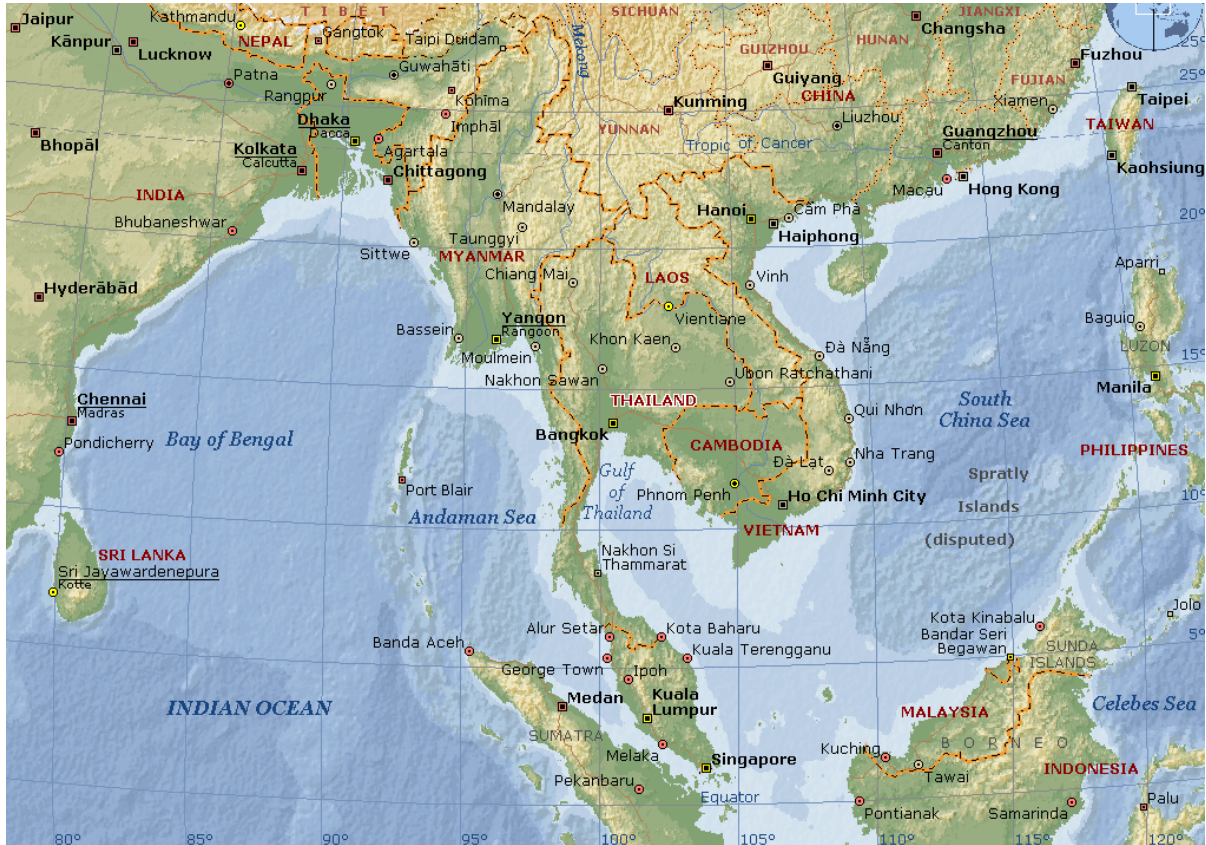 TIBET
SICHUAN
JIANGXI
Jaipur
Kathmandu
NEPAL
Gangtok
Taipi Duidam
Mekong
HUNAN
Changsha
25°
Kānpur
Lucknow
Guwahāti
GUIZHOU
Fuzhou
Patna
Rangpur
Kohīma
Guiyang
CHINA
FUJIAN
25°
Imphāl
Kunming
Xiamen
Taipei
Dhaka
Dacca
Agartala
YUNNAN
Liuzhou
Guangzhou
Canton
TAIWAN
Bhopāl
Kolkata
Calcutta
Tropic of Cancer
Kaohsiung
Chittagong
Macau
Hong Kong
INDIA
Mandalay
Hanoi
Cẩm Phả
20°
Bhubaneshwar
Taunggyi
Haiphong
Sittwe
MYANMAR
Chiang Mai
LAOS
Vinh
Aparri
Hyderābād
Yangon
Rangoon
Vientiane
Baguio
Bassein
Moulmein
Khon Kaen
Đà Nẵng
LUZON
15°
Nakhon Sawan
Ubon Ratchathani
Manila
Chennai
Madras
THAILAND
Qui Nhơn
South
China Sea
Bay of Bengal
Bangkok
CAMBODIA
Pondicherry
Nha Trang
PHILIPPINES
Đà Lạt
Gulf
of
Thailand
Port Blair
Phnom Penh
Ho Chi Minh City
Spratly
Islands
(disputed)
10°
Andaman Sea
VIETNAM
SRI LANKA
Sri Jayawardenepura
Kotte
Nakhon Si
Thammarat
Jolo
Kota Kinabalu
Banda Aceh
Alur Setar
Kota Baharu
Bandar Seri
Begawan
5°
George Town
Kuala Terengganu
SUNDA
ISLANDS
Ipoh
INDIAN OCEAN
Medan
Kuala
Lumpur
MALAYSIA
Celebes Sea
SUMATRA
Melaka
Kuching
BORNEO
Singapore
Tawai
INDONESIA
Pekanbaru
Equator
Pontianak
Samarinda
Palu
80°
85°
90°
95°
100°
105°
110°
115°
120°